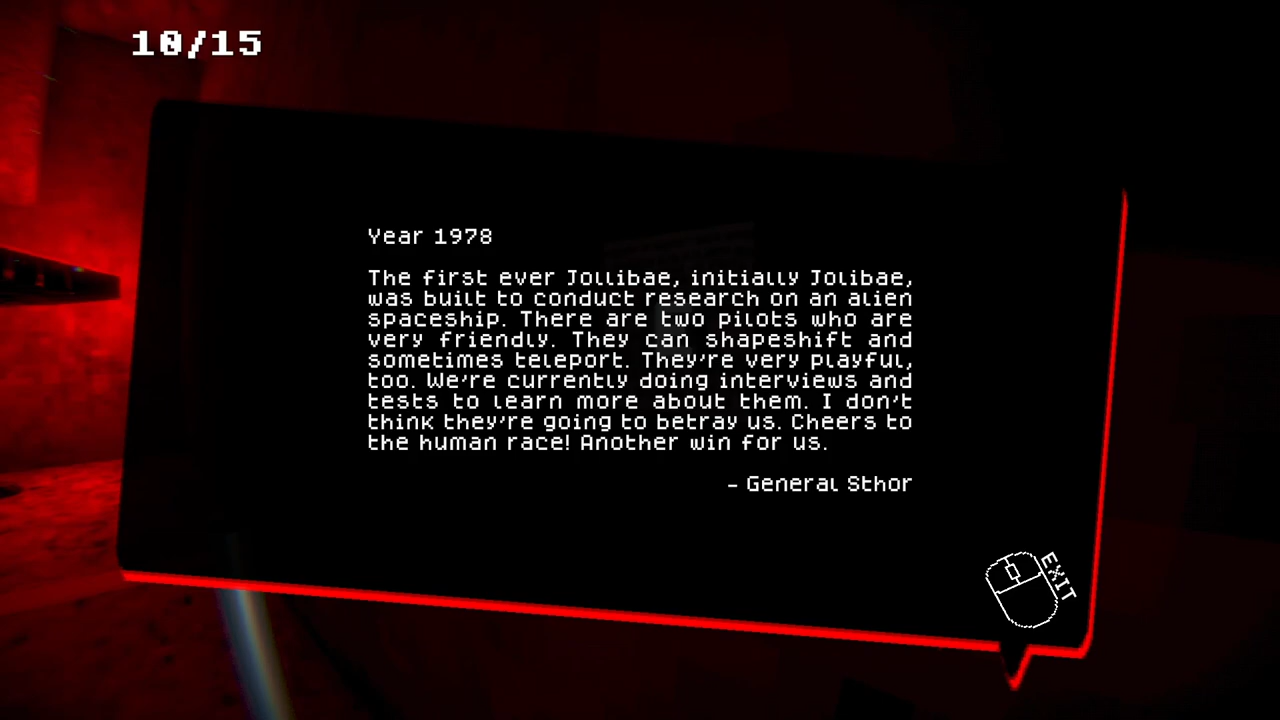 10/15
Year 1978
The first ever Jollibae, initially Jolibae,
was built to conduct research on an alien
spaceship. There are two pilots who are
very friendly. They can shapeshift and
sometimes teleport. They're very playful,
too. We're currently doing interviews and
tests to learn more about them. I don't
think they're going to betray us. Cheers to
the human race! Another win for us.
- General Sthor
EXIT